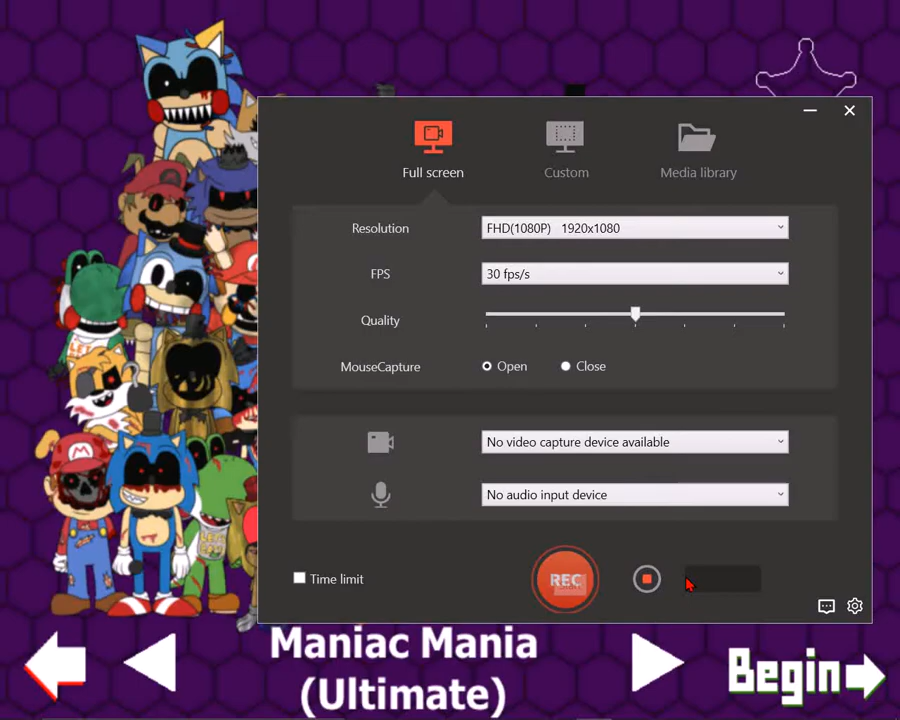 Full screen
Custom
Media library
Resolution
FHD(1080P) 1920x1080
FPS
30 fps/s
Quality
MouseCapture
Open
Close
No video capture device available
No audio input device
Time limit
REC
Maniac Mania
(Ultimate)
Begin